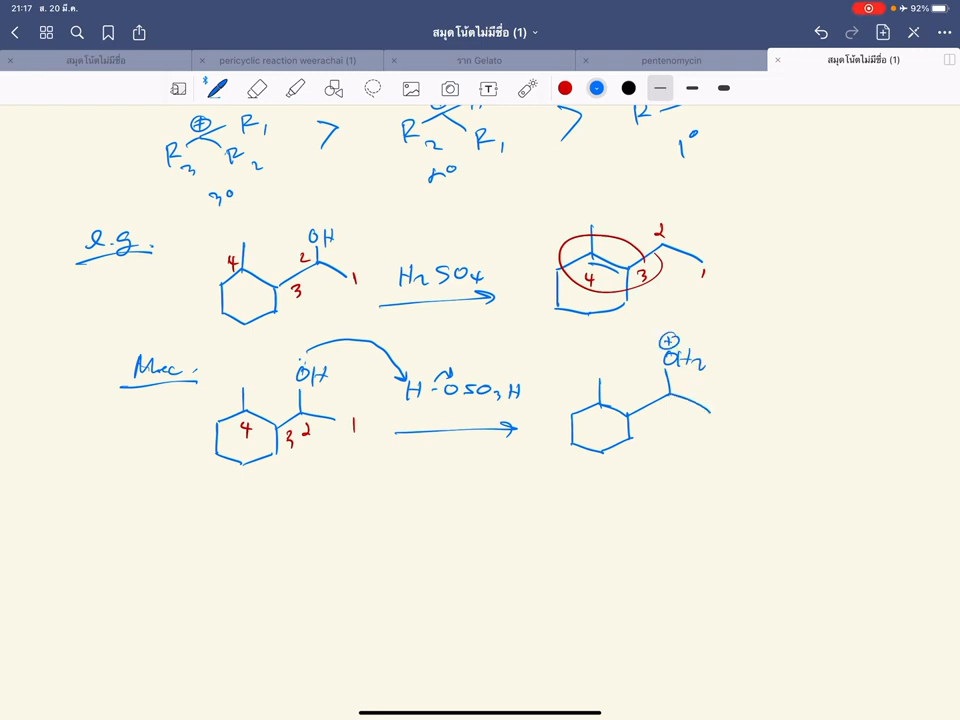 21:17 ส. 20 มี.ค.
92%
สมุดโน้ตไม่มีชื่อ (1)
สมุดโน้ตไม่มีชื่อ
pericyclic reaction weerachai (1)
ราก Gelato
pentenomycin
สมุดโน้ตไม่มีชื่อ (1)
⊕ R1 > R2 R1 > R
R3 R2
3° 2° 1°
e.g.
OH
4 2 1 3
H2SO4
2 4 3 1
Mec.
OH
H-OSO3H
⊕
OH2
4 3 2 1